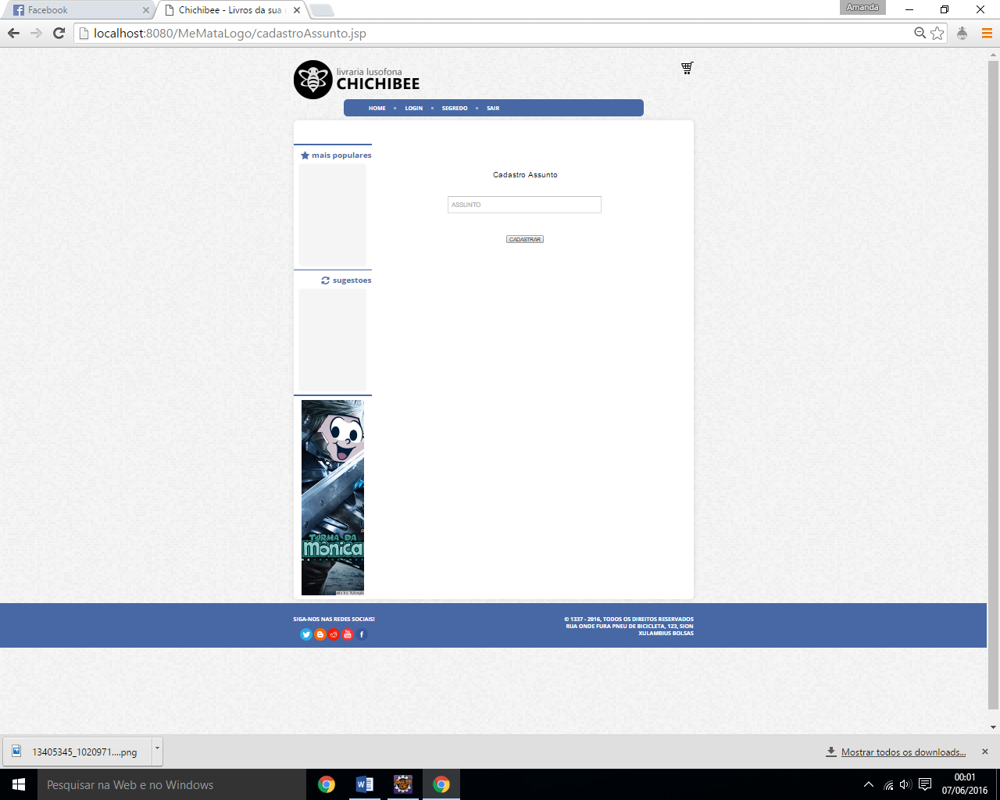 Facebook
Chichibee - Livros da sua
Amanda
localhost:8080/MeMataLogo/cadastroAssunto.jsp
livraria lusofona
CHICHIBEE
HOME LOGIN SEGREDO SAIR
mais populares
Cadastro Assunto
ASSUNTO
CADASTRAR
sugestoes
TURMA DA
Mônica
SIGA-NOS NAS REDES SOCIAIS!
© 1337 - 2016, TODOS OS DIREITOS RESERVADOS
RUA ONDE FURA PNEU DE BICICLETA, 123, SION
XULAMBIUS BOLSAS
13405345_1020971....png
Mostrar todos os downloads...
Pesquisar na Web e no Windows
00:01
07/06/2016